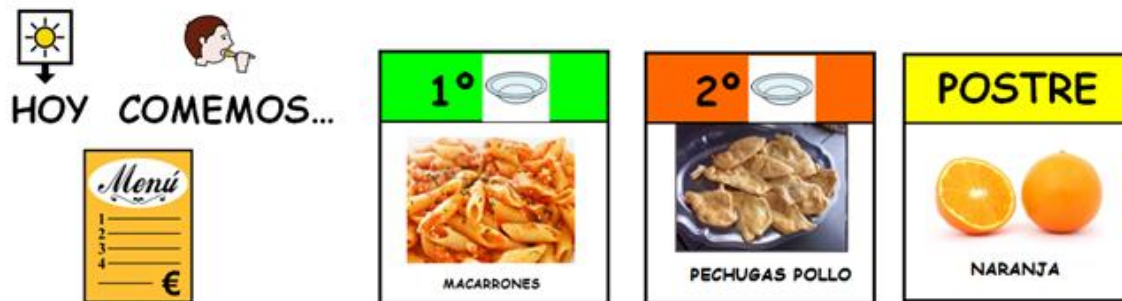 HOY COMEMOS...
Menú
1
2
3
4
€
1º
MACARRONES
2º
PECHUGAS POLLO
POSTRE
NARANJA